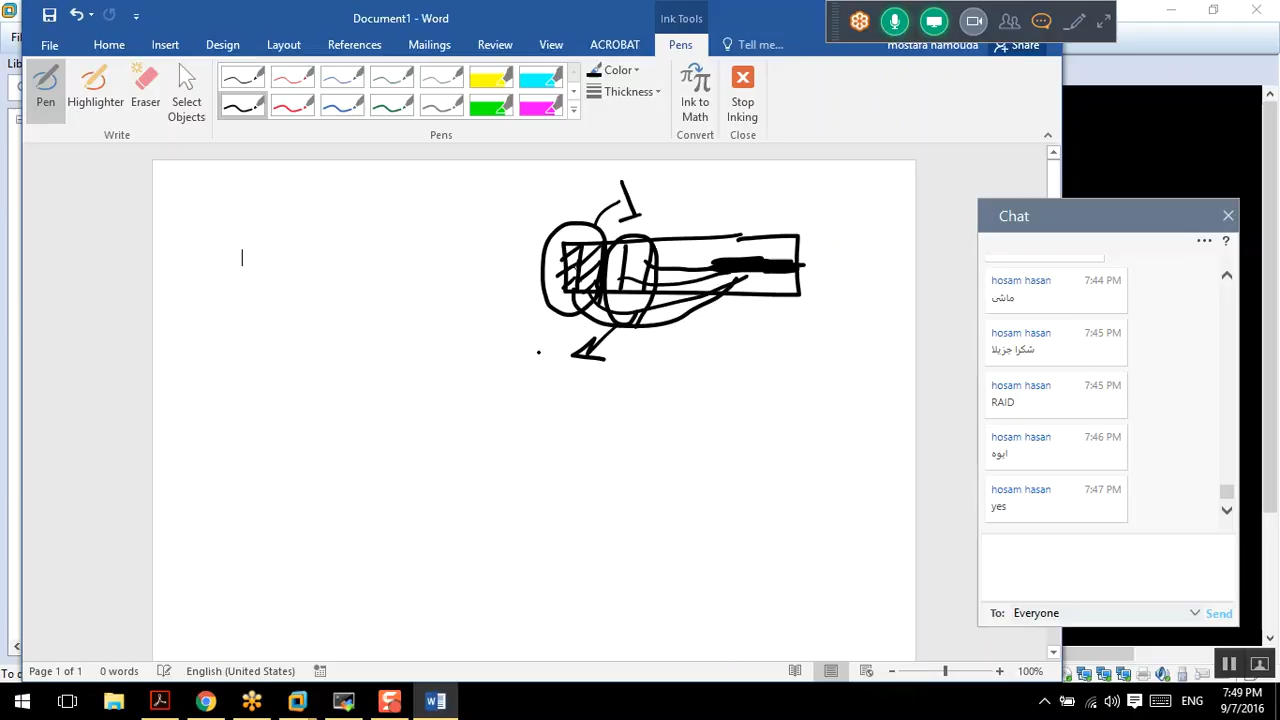 Document1 - Word
Ink Tools
File
Home
Insert
Design
Layout
References
Mailings
Review
View
ACROBAT
Pens
Tell me...
mostafa hamouda
Share
Pen
Highlighter
Eraser
Select
Objects
Color
Thickness
Ink to
Math
Stop
Inking
Write
Pens
Convert
Close
Chat
hosam hasan 7:44 PM
ماشى
hosam hasan 7:45 PM
شكرا جزيلا
hosam hasan 7:45 PM
RAID
hosam hasan 7:46 PM
ايوه
hosam hasan 7:47 PM
yes
To: Everyone
Send
Page 1 of 1
0 words
English (United States)
100%
ENG
7:49 PM
9/7/2016